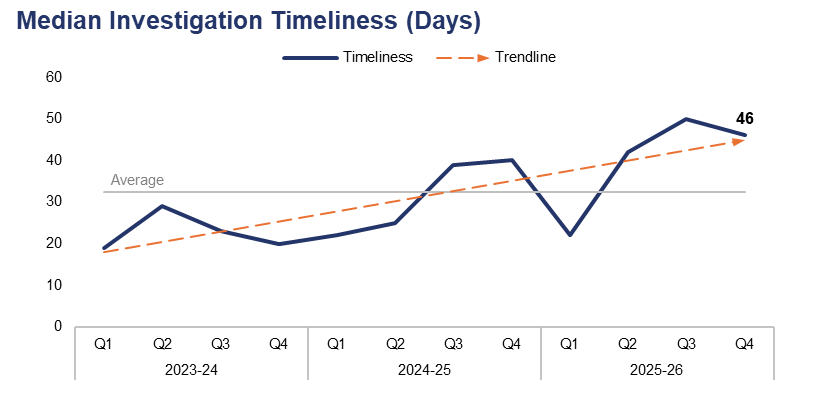 Median Investigation Timeliness (Days)
Timeliness Trendline
60
50
46
40
Average
30
20
10
0
Q1 Q2 Q3 Q4 Q1 Q2 Q3 Q4 Q1 Q2 Q3 Q4
2023-24 2024-25 2025-26